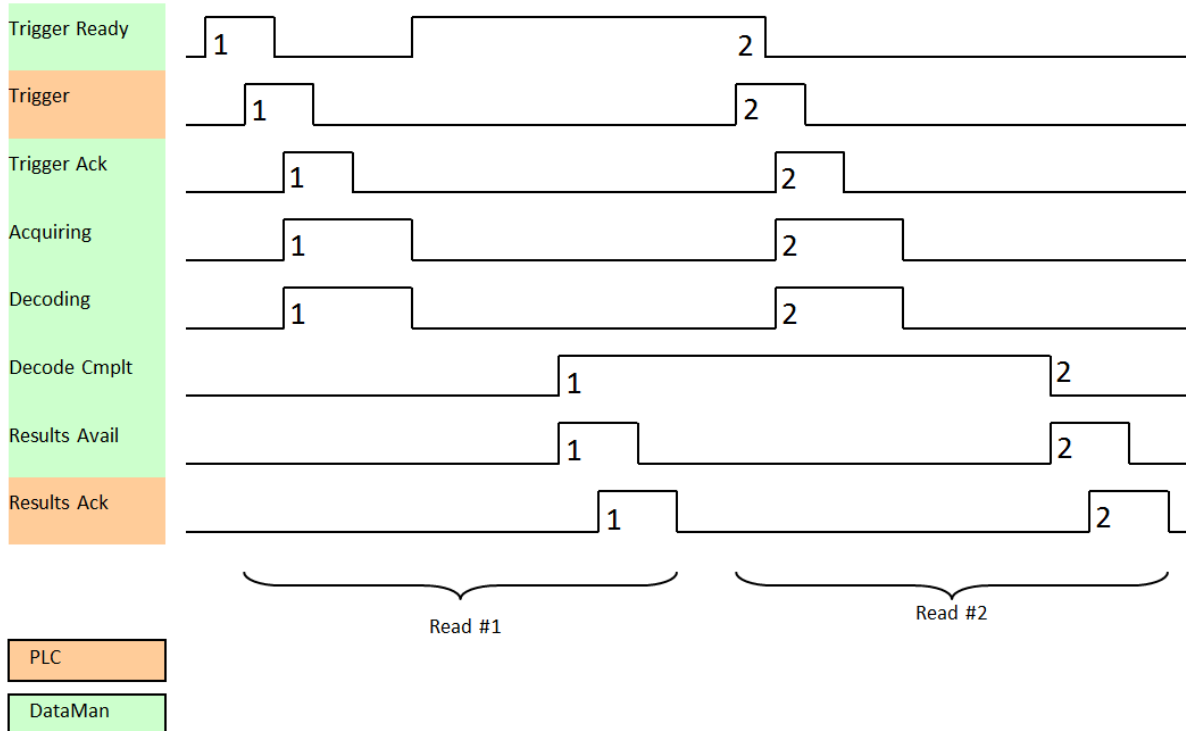 Trigger Ready
1
2
Trigger
1
2
Trigger Ack
1
2
Acquiring
1
2
Decoding
1
2
Decode Cmplt
1
2
Results Avail
1
2
Results Ack
1
2
Read #1
Read #2
PLC
DataMan